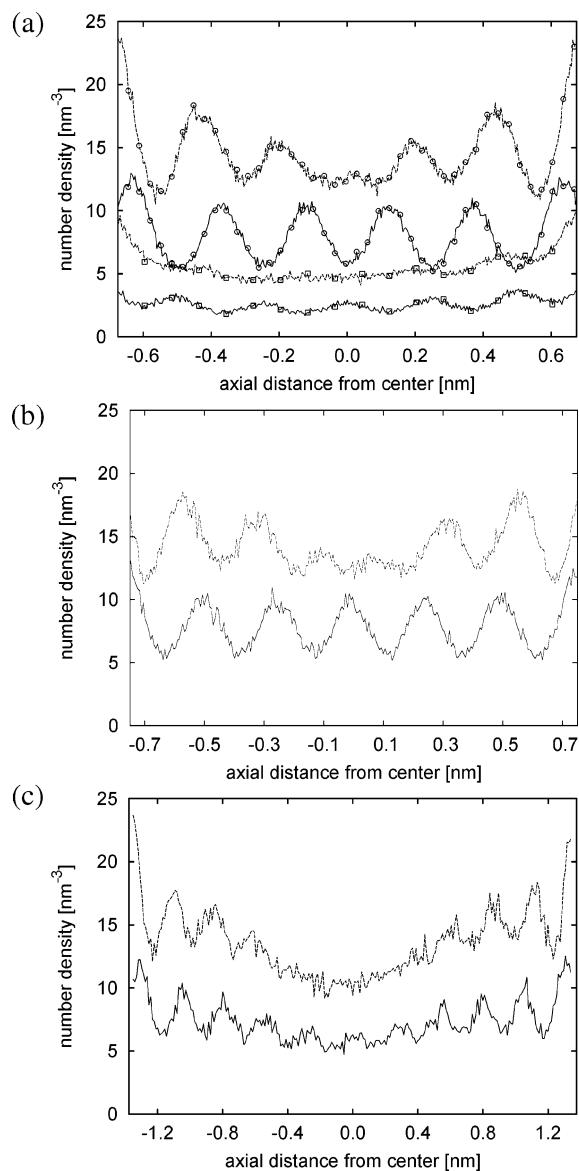 (a)
25
20
15
10
5
0
number density [nm-3]
-0.6 -0.4 -0.2 0.0 0.2 0.4 0.6
axial distance from center [nm]
(b)
25
20
15
10
5
0
number density [nm-3]
-0.7 -0.5 -0.3 -0.1 0.1 0.3 0.5 0.7
axial distance from center [nm]
(c)
25
20
15
10
5
0
number density [nm-3]
-1.2 -0.8 -0.4 0.0 0.4 0.8 1.2
axial distance from center [nm]